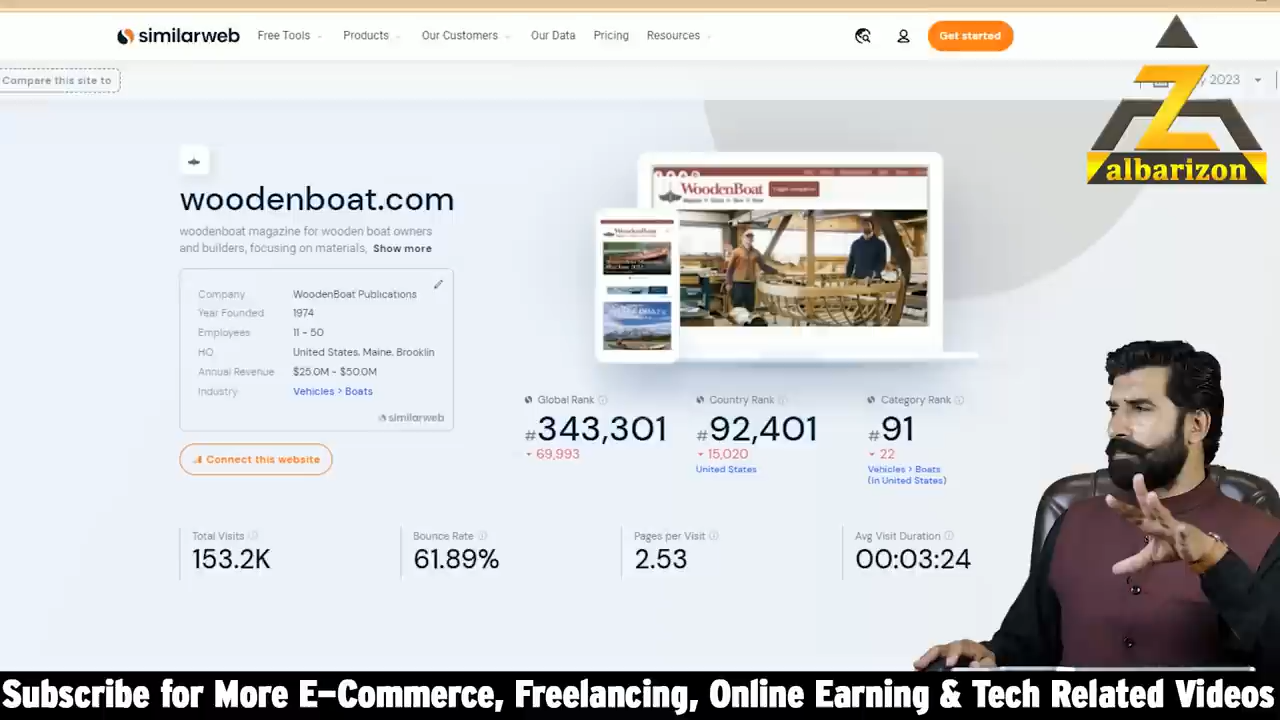 similarweb
Free Tools
Products
Our Customers
Our Data
Pricing
Resources
Get started
Compare this site to
2023
albarizon
woodenboat.com
woodenboat magazine for wooden boat owners
and builders, focusing on materials, Show more
Company WoodenBoat Publications
Year Founded 1974
Employees 11 - 50
HQ United States, Maine, Brooklin
Annual Revenue $25.0M - $50.0M
Industry Vehicles > Boats
similarweb
Connect this website
WoodenBoat
WoodenBoat
Global Rank
#343,301
69,993
Country Rank
#92,401
15,020
United States
Category Rank
#91
22
Vehicles > Boats
(In United States)
Total Visits
153.2K
Bounce Rate
61.89%
Pages per Visit
2.53
Avg Visit Duration
00:03:24
Subscribe for More E-Commerce, Freelancing, Online Earning & Tech Related Videos